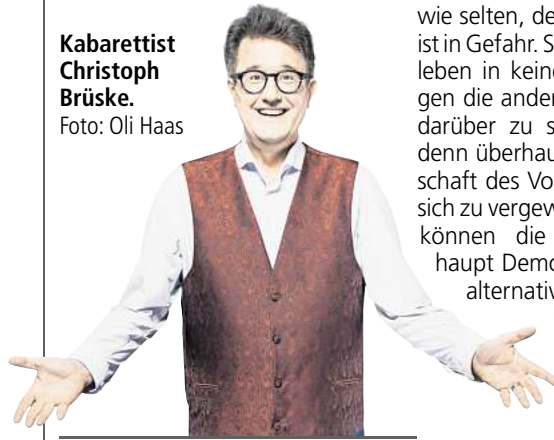 Kabarettist
Christoph
Brüske.
Foto: Oli Haas
wie selten, de
ist in Gefahr. S
leben in kein
gen die ander
darüber zu s
denn überhau
schaft des Vo
sich zu vergew
können die
haupt Demo
alternativ